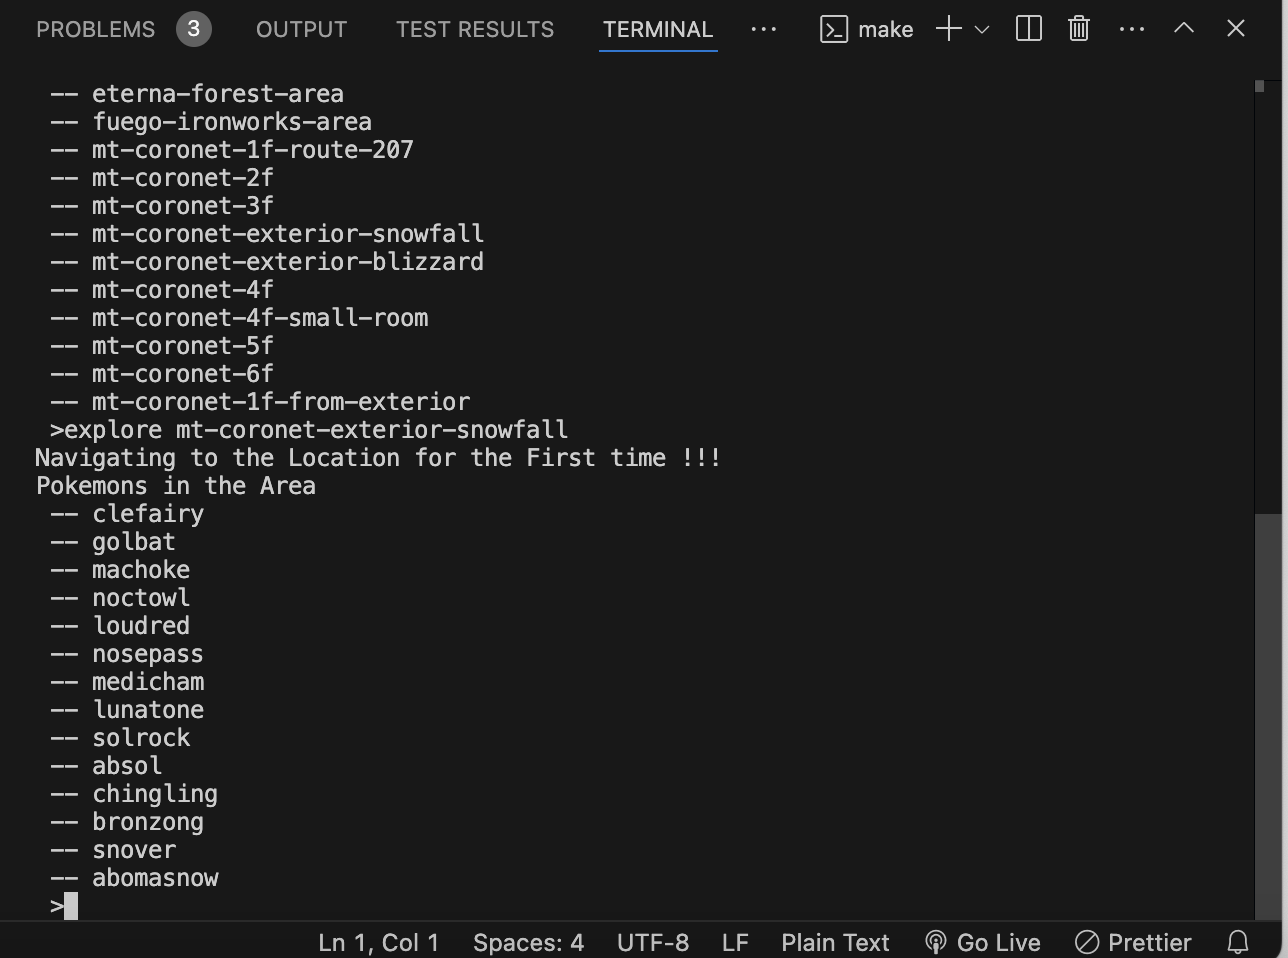 PROBLEMS 3 OUTPUT TEST RESULTS TERMINAL ··· make ···
-- eterna-forest-area
-- fuego-ironworks-area
-- mt-coronet-1f-route-207
-- mt-coronet-2f
-- mt-coronet-3f
-- mt-coronet-exterior-snowfall
-- mt-coronet-exterior-blizzard
-- mt-coronet-4f
-- mt-coronet-4f-small-room
-- mt-coronet-5f
-- mt-coronet-6f
-- mt-coronet-1f-from-exterior
>explore mt-coronet-exterior-snowfall
Navigating to the Location for the First time !!!
Pokemons in the Area
-- clefairy
-- golbat
-- machoke
-- noctowl
-- loudred
-- nosepass
-- medicham
-- lunatone
-- solrock
-- absol
-- chingling
-- bronzong
-- snover
-- abomasnow
>
Ln 1, Col 1 Spaces: 4 UTF-8 LF Plain Text Go Live Prettier